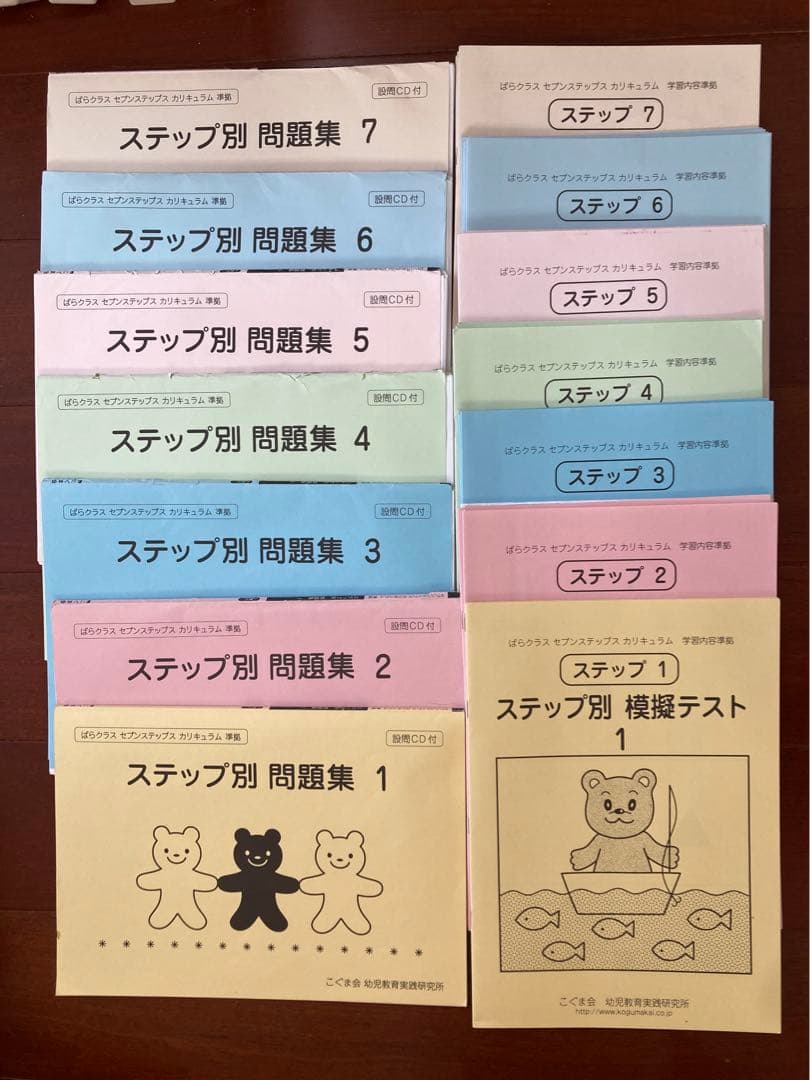 ばらクラス セブンステップス カリキュラム 準拠
設問CD付
ステップ別 問題集 7
ばらクラス セブンステップス カリキュラム 準拠
設問CD付
ステップ別 問題集 6
ばらクラス セブンステップス カリキュラム 準拠
設問CD付
ステップ別 問題集 5
ばらクラス セブンステップス カリキュラム 準拠
設問CD付
ステップ別 問題集 4
ばらクラス セブンステップス カリキュラム 準拠
設問CD付
ステップ別 問題集 3
ばらクラス セブンステップス カリキュラム 準拠
設問CD付
ステップ別 問題集 2
ばらクラス セブンステップス カリキュラム 準拠
設問CD付
ステップ別 問題集 1
こぐま会 幼児教育実践研究所
ばらクラス セブンステップス カリキュラム 学習内容準拠
ステップ 7
ばらクラス セブンステップス カリキュラム 学習内容準拠
ステップ 6
ばらクラス セブンステップス カリキュラム 学習内容準拠
ステップ 5
ばらクラス セブンステップス カリキュラム 学習内容準拠
ステップ 4
ばらクラス セブンステップス カリキュラム 学習内容準拠
ステップ 3
ばらクラス セブンステップス カリキュラム 学習内容準拠
ステップ 2
ばらクラス セブンステップス カリキュラム 学習内容準拠
ステップ 1
ステップ別 模擬テスト
1
こぐま会 幼児教育実践研究所
http://www.kogumakai.co.jp